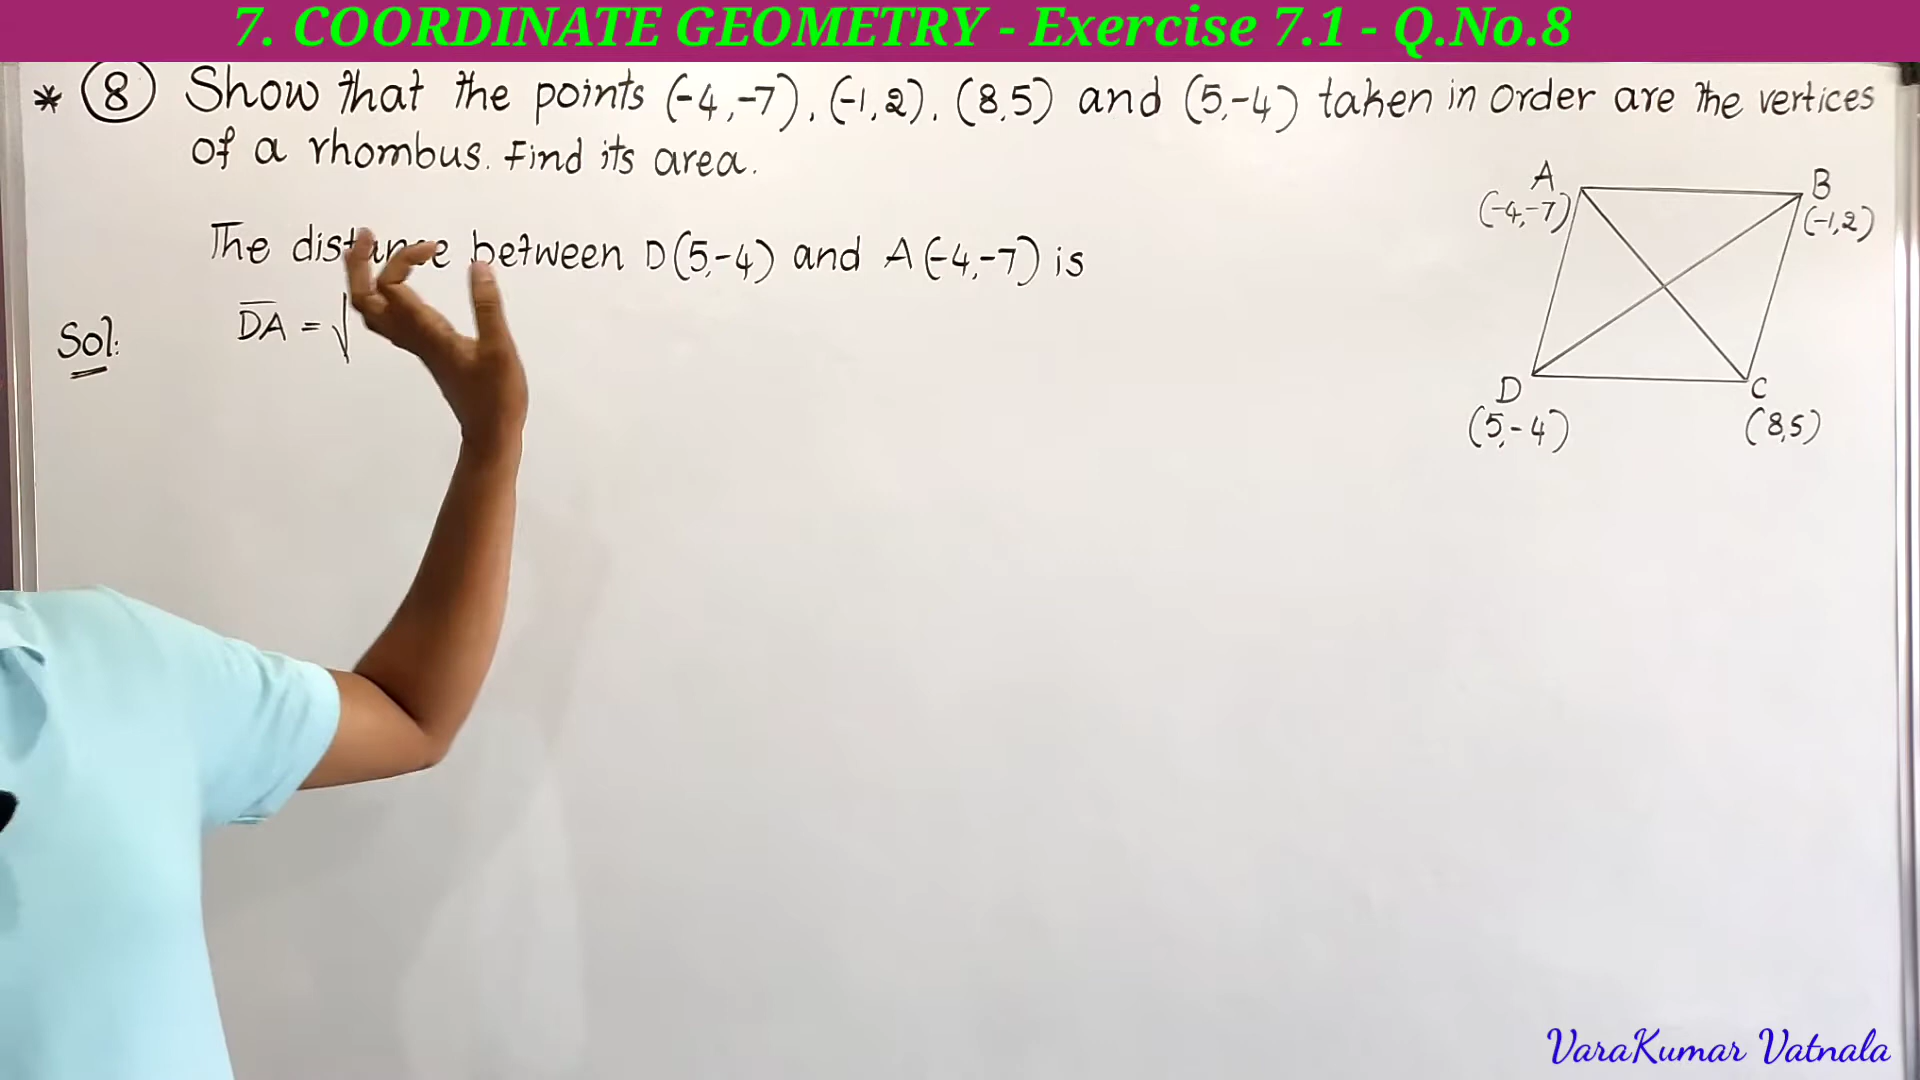 7. COORDINATE GEOMETRY - Exercise 7.1 - Q.No.8
* 8 Show that the points (-4,-7), (-1,2), (8,5) and (5,-4) taken in order are the vertices
of a rhombus. Find its area.
A
(-4,-7)
B
(-1,2)
The distance between D(5,-4) and A(-4,-7) is
Sol:
DA = √
D
(5,-4)
C
(8,5)
VaraKumar Vatnala